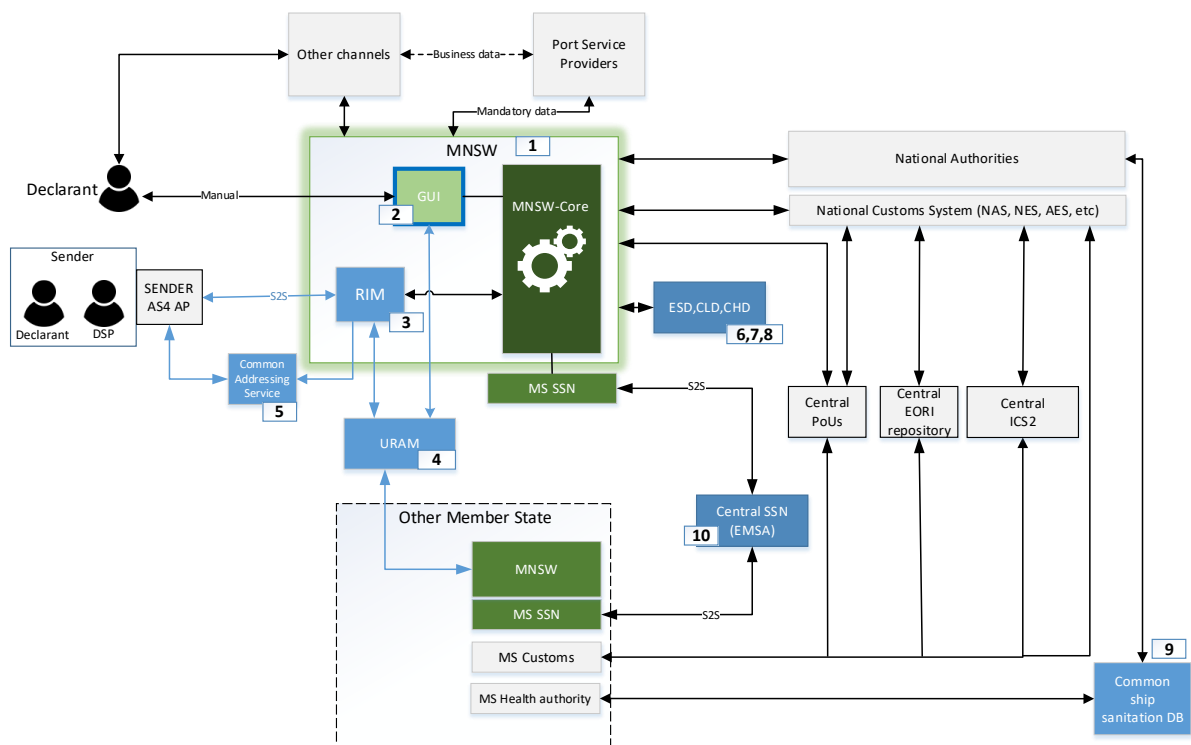 Other channels
Business data
Port Service
Providers
Mandatory data
1
MNSW
National Authorities
Declarant
Manual
GUI
2
MNSW-Core
National Customs System (NAS, NES, AES, etc)
Sender
Declarant
DSP
SENDER
AS4 AP
S2S
RIM
3
ESD,CLD,CHD
6,7,8
Common
Addressing
Service
5
MS SSN
S2S
Central
PoUs
Central
EORI
repository
Central
ICS2
URAM
4
Central SSN
(EMSA)
10
Other Member State
MNSW
MS SSN
S2S
MS Customs
MS Health authority
9
Common
ship
sanitation DB